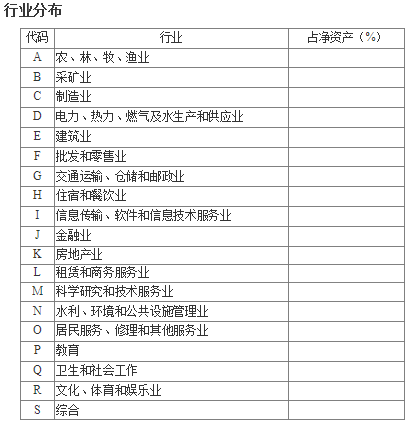 行业分布
代码 行业 占净资产（%）
A 农、林、牧、渔业
B 采矿业
C 制造业
D 电力、热力、燃气及水生产和供应业
E 建筑业
F 批发和零售业
G 交通运输、仓储和邮政业
H 住宿和餐饮业
I 信息传输、软件和信息技术服务业
J 金融业
K 房地产业
L 租赁和商务服务业
M 科学研究和技术服务业
N 水利、环境和公共设施管理业
O 居民服务、修理和其他服务业
P 教育
Q 卫生和社会工作
R 文化、体育和娱乐业
S 综合